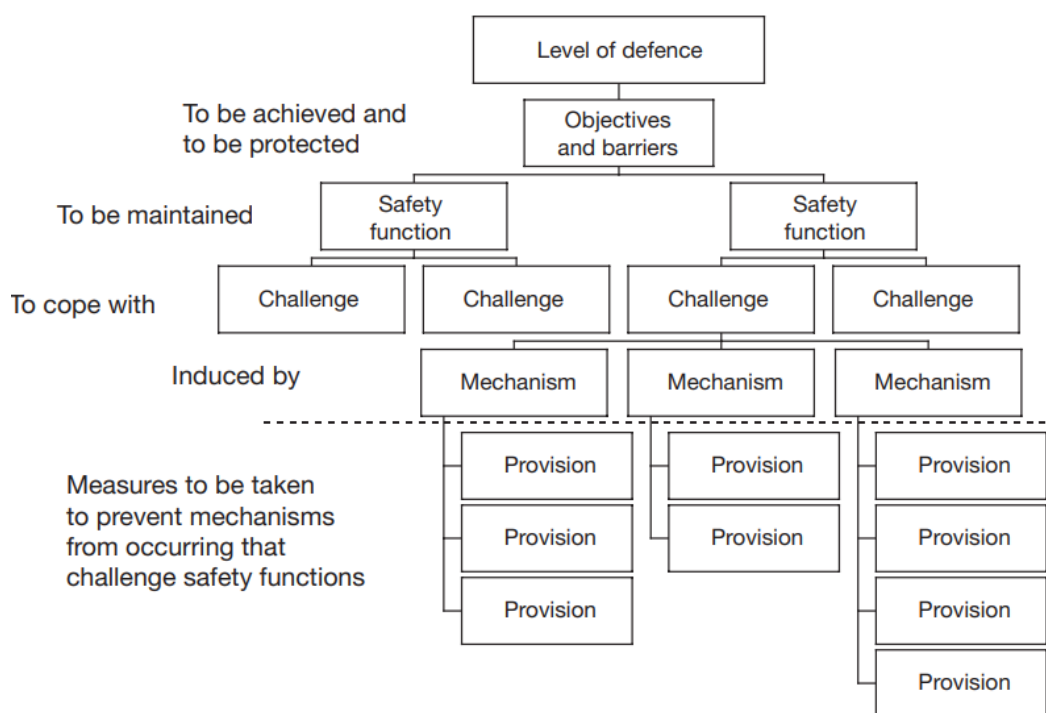 Level of defence
To be achieved and
to be protected
Objectives
and barriers
To be maintained
Safety
function
Safety
function
To cope with
Challenge
Challenge
Challenge
Challenge
Induced by
Mechanism
Mechanism
Mechanism
Measures to be taken
to prevent mechanisms
from occurring that
challenge safety functions
Provision
Provision
Provision
Provision
Provision
Provision
Provision
Provision
Provision